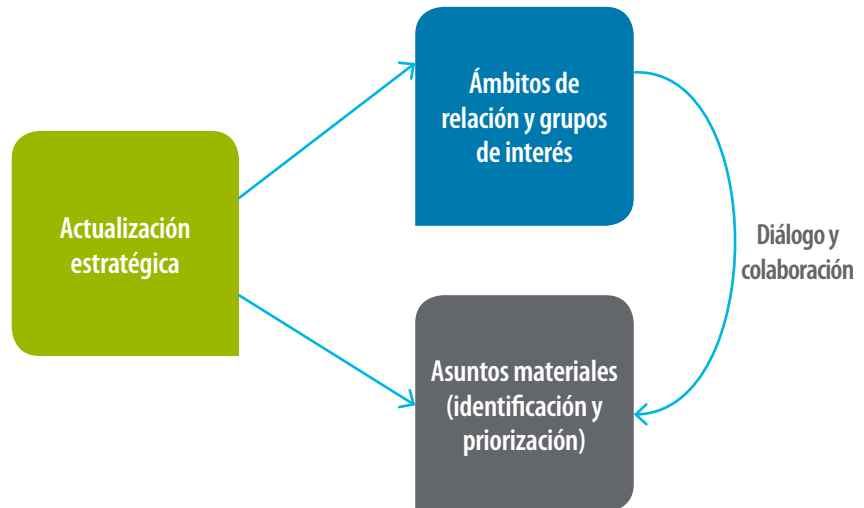 Actualización
estratégica
Ámbitos de
relación y grupos
de interés
Diálogo y
colaboración
Asuntos materiales
(identificación y
priorización)